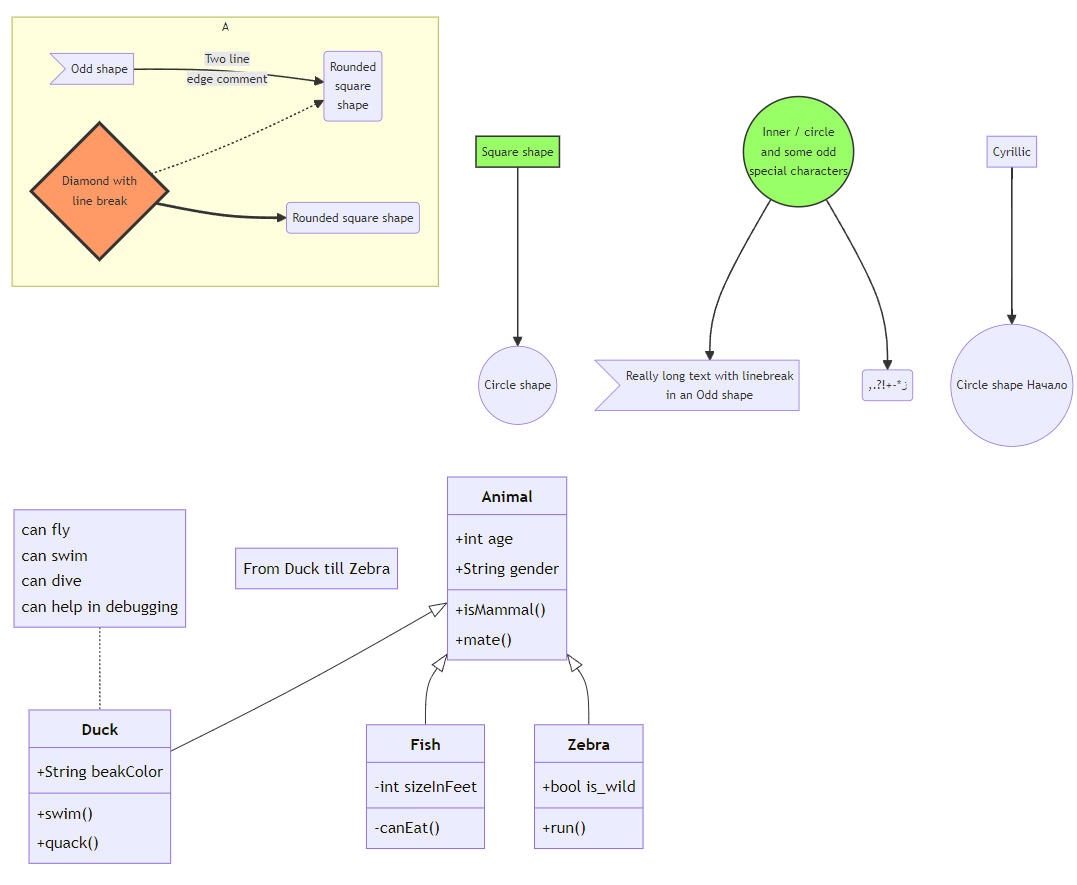 A
Odd shape
Two line
edge comment
Rounded
square
shape
Diamond with
line break
Rounded square shape
Square shape
Circle shape
Inner / circle
and some odd
special characters
Really long text with linebreak
in an Odd shape
,.?!+-*ز
Cyrillic
Circle shape Начало
can fly
can swim
can dive
can help in debugging
From Duck till Zebra
Animal
+int age
+String gender
+isMammal()
+mate()
Duck
+String beakColor
+swim()
+quack()
Fish
-int sizeInFeet
-canEat()
Zebra
+bool is_wild
+run()